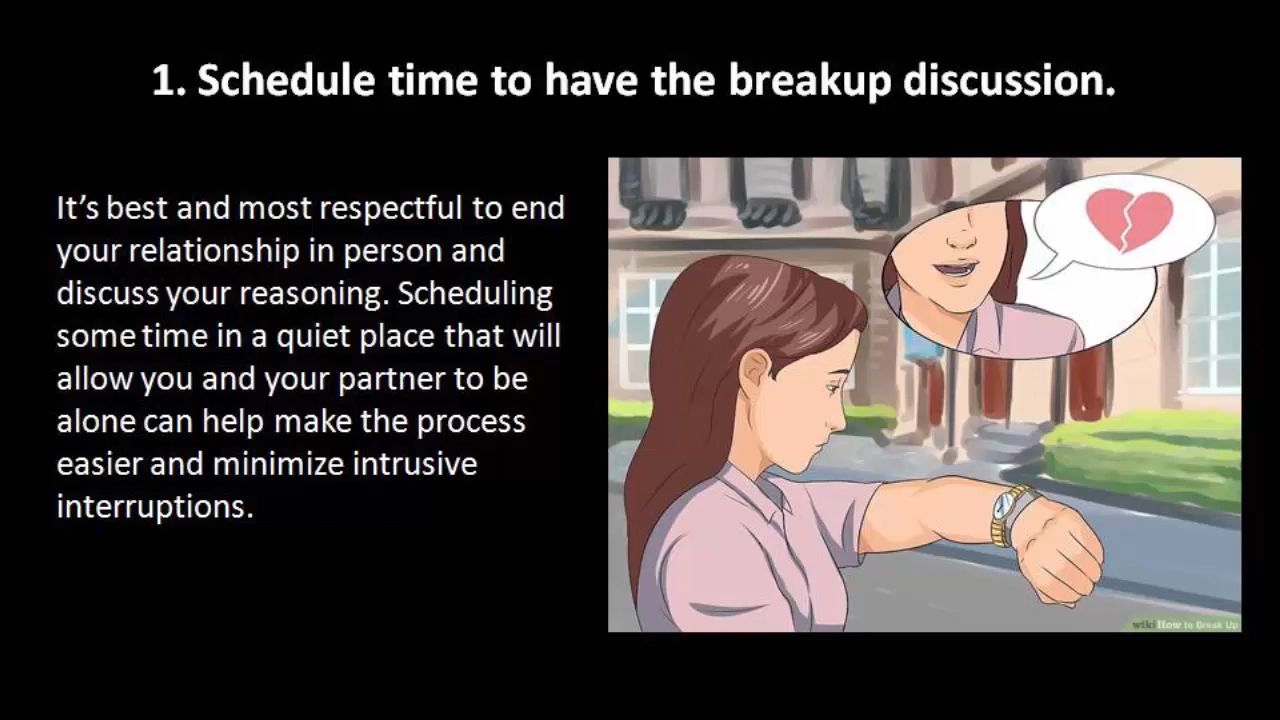 1. Schedule time to have the breakup discussion.
It's best and most respectful to end
your relationship in person and
discuss your reasoning. Scheduling
some time in a quiet place that will
allow you and your partner to be
alone can help make the process
easier and minimize intrusive
interruptions.
wikiHow to Break Up